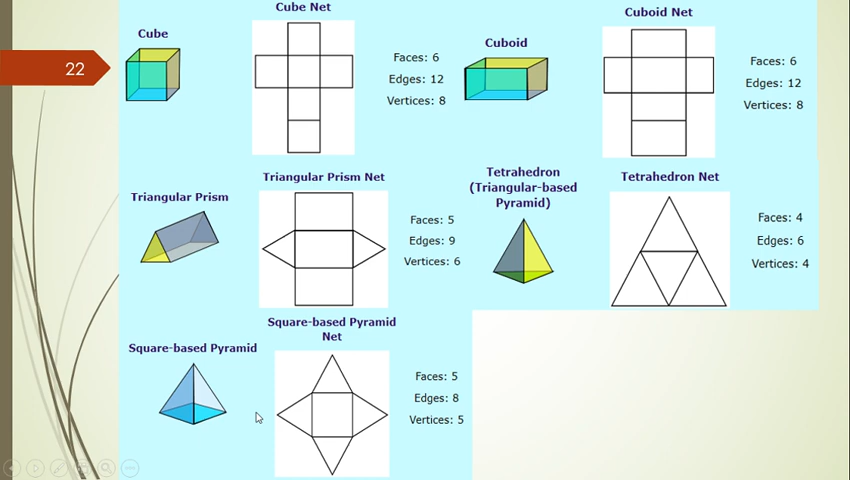 22
Cube
Cube Net
Faces: 6
Edges: 12
Vertices: 8
Cuboid
Cuboid Net
Faces: 6
Edges: 12
Vertices: 8
Triangular Prism
Triangular Prism Net
Faces: 5
Edges: 9
Vertices: 6
Tetrahedron
(Triangular-based
Pyramid)
Tetrahedron Net
Faces: 4
Edges: 6
Vertices: 4
Square-based Pyramid
Square-based Pyramid
Net
Faces: 5
Edges: 8
Vertices: 5